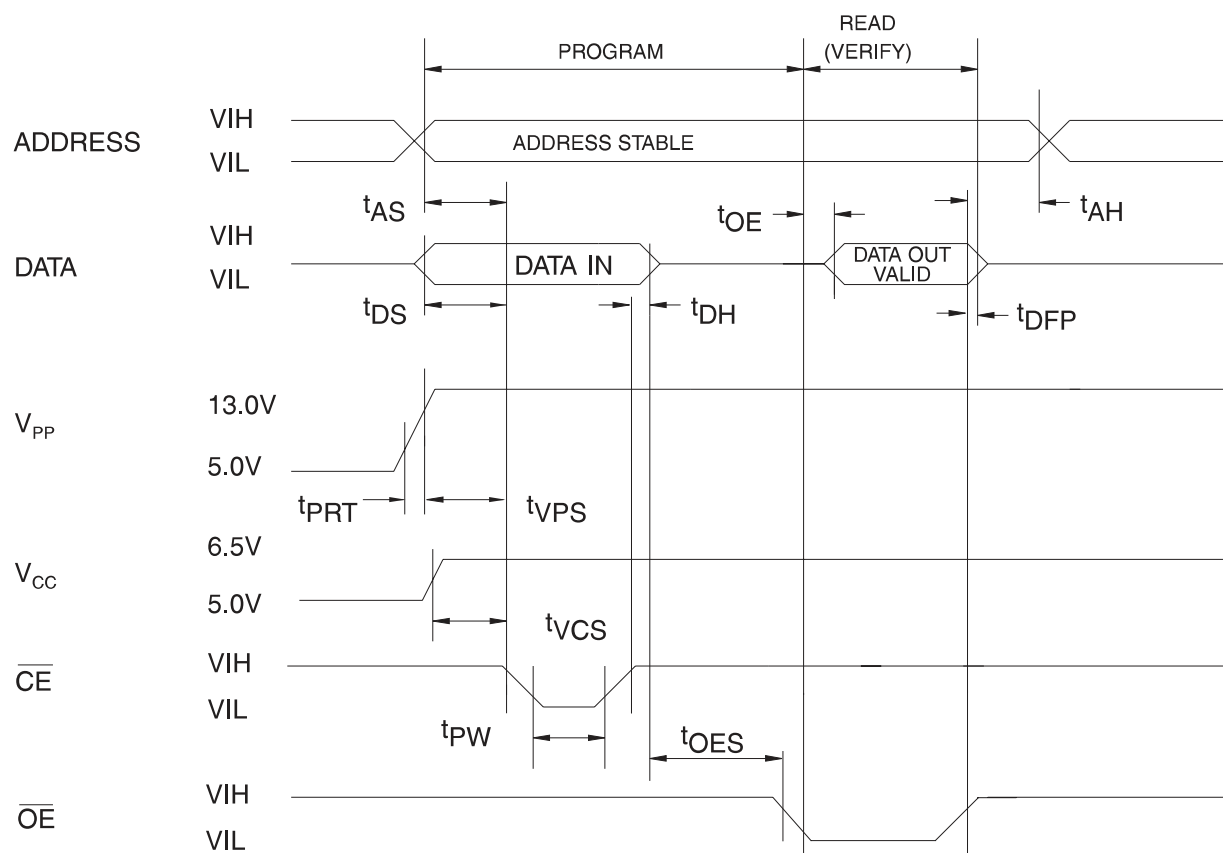 READ
PROGRAM (VERIFY)
ADDRESS VIH
VIL
ADDRESS STABLE
tAS
tOE
tAH
DATA VIH
VIL
DATA IN
DATA OUT
VALID
tDS
tDH
tDFP
VPP 13.0V
5.0V
tPRT
tVPS
VCC 6.5V
5.0V
tVCS
CE VIH
VIL
tPW
tOES
OE VIH
VIL